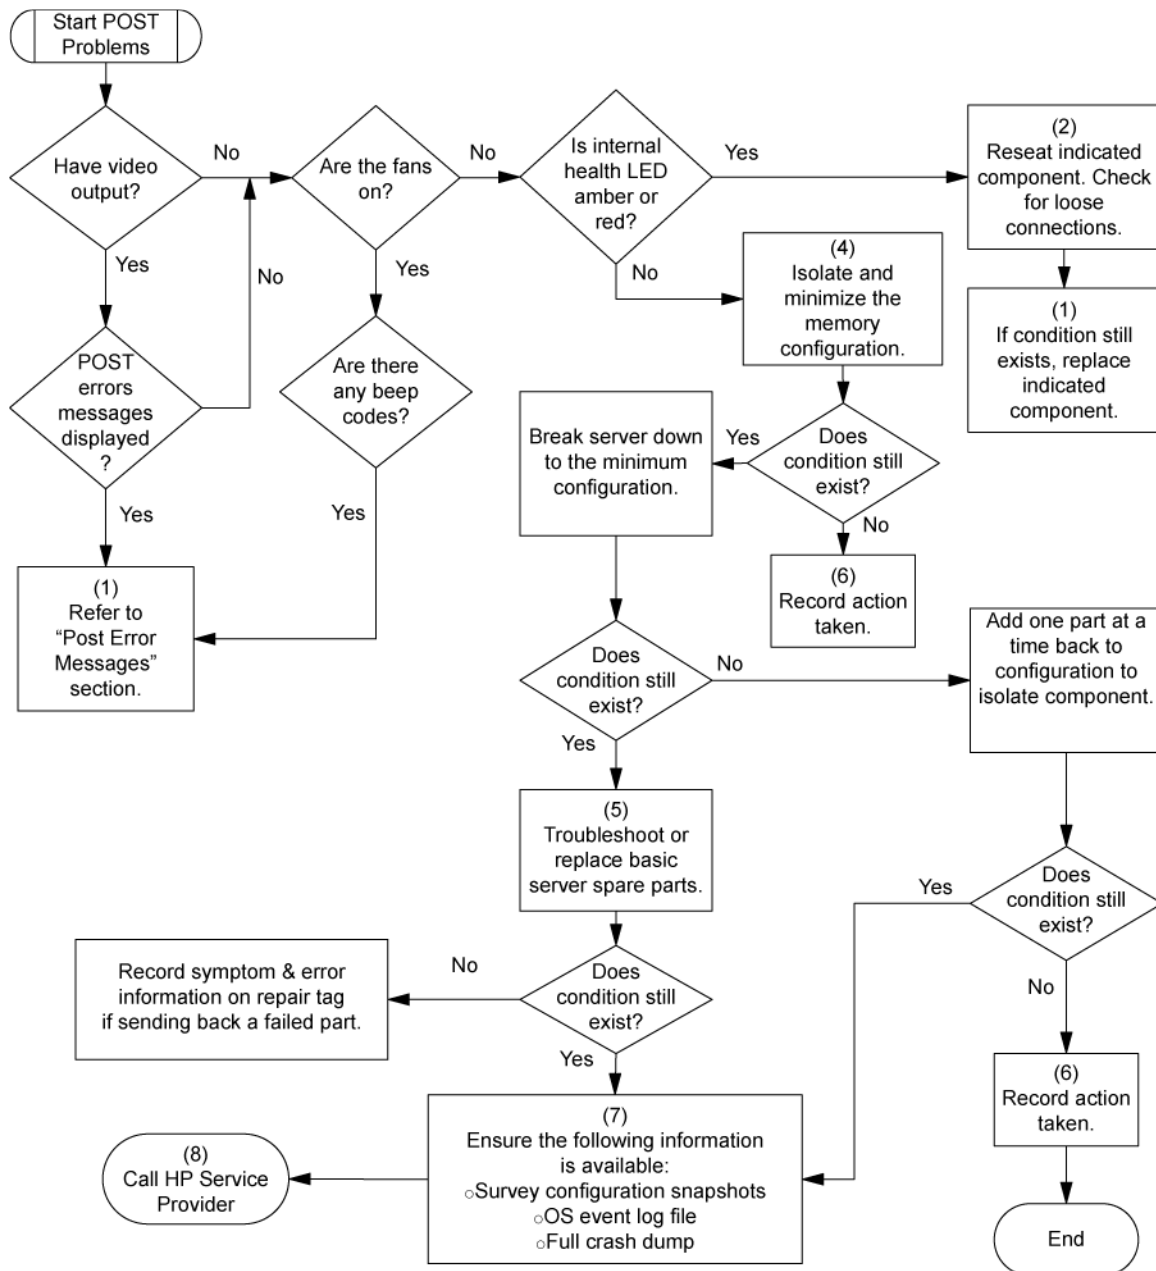 Start POST
Problems
Have video
output?
No
Yes
POST
errors
messages
displayed
?
No
Yes
(1)
Refer to
“Post Error
Messages”
section.
Are the fans
on?
No
Yes
Are there
any beep
codes?
Yes
Is internal
health LED
amber or
red?
Yes
No
(2)
Reseat indicated
component. Check
for loose
connections.
(1)
If condition still
exists, replace
indicated
component.
(4)
Isolate and
minimize the
memory
configuration.
Does
condition still
exist?
Yes
No
(6)
Record action
taken.
Break server down
to the minimum
configuration.
Does
condition still
exist?
No
Yes
Add one part at a
time back to
configuration to
isolate component.
Does
condition still
exist?
Yes
No
(6)
Record action
taken.
End
(5)
Troubleshoot or
replace basic
server spare parts.
Does
condition still
exist?
No
Yes
Record symptom & error
information on repair tag
if sending back a failed part.
(7)
Ensure the following information
is available:
○Survey configuration snapshots
○OS event log file
○Full crash dump
(8)
Call HP Service
Provider